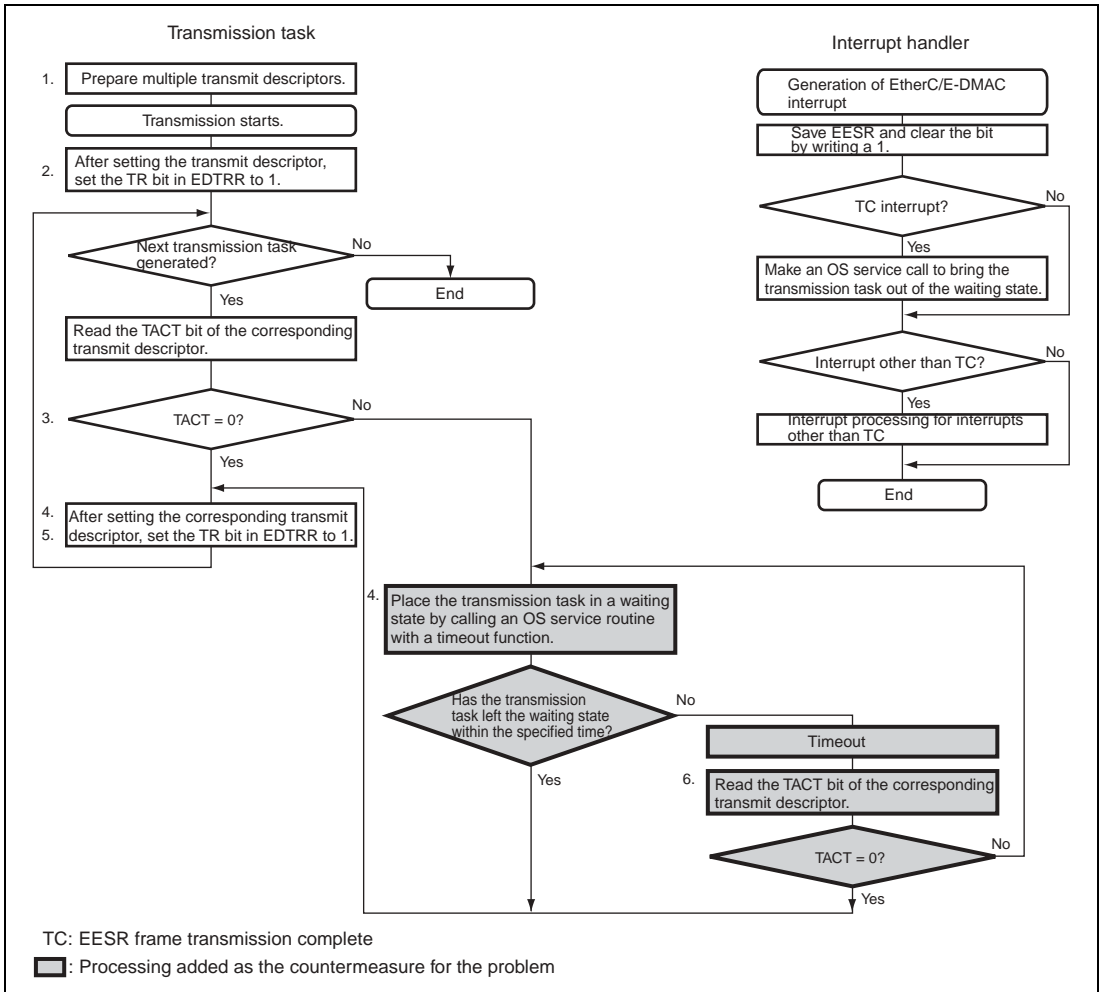 Transmission task
1. Prepare multiple transmit descriptors.
Transmission starts.
2. After setting the transmit descriptor,
set the TR bit in EDTRR to 1.
Next transmission task
generated?
No
End
Yes
Read the TACT bit of the corresponding
transmit descriptor.
3. TACT = 0?
No
Yes
4. After setting the corresponding transmit
5. descriptor, set the TR bit in EDTRR to 1.
4. Place the transmission task in a waiting
state by calling an OS service routine
with a timeout function.
Has the transmission
task left the waiting state
within the specified time?
No
Yes
Timeout
6. Read the TACT bit of the corresponding
transmit descriptor.
TACT = 0?
No
Yes
Interrupt handler
Generation of EtherC/E-DMAC
interrupt
Save EESR and clear the bit
by writing a 1.
TC interrupt?
No
Yes
Make an OS service call to bring the
transmission task out of the waiting state.
Interrupt other than TC?
No
Yes
Interrupt processing for interrupts
other than TC
End
TC: EESR frame transmission complete
: Processing added as the countermeasure for the problem